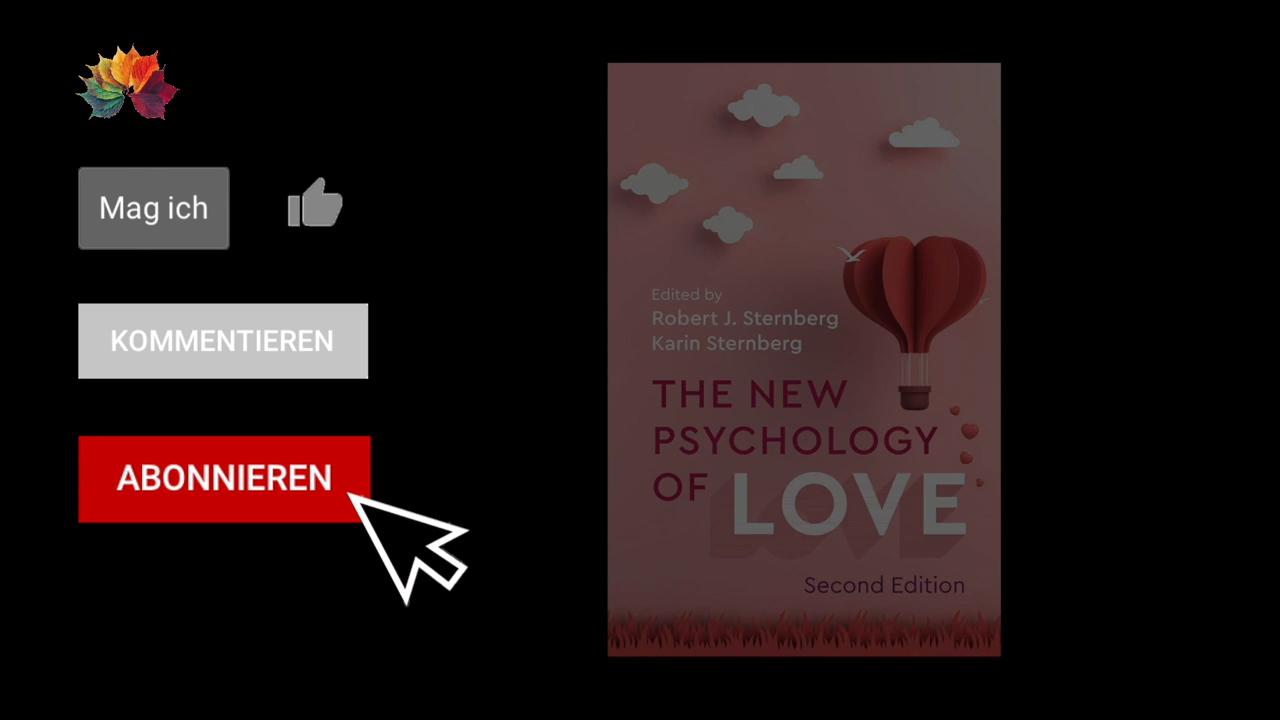 Mag ich
KOMMENTIEREN
ABONNIEREN
Edited by
Robert J. Sternberg
Karin Sternberg
THE NEW
PSYCHOLOGY
OF LOVE
Second Edition